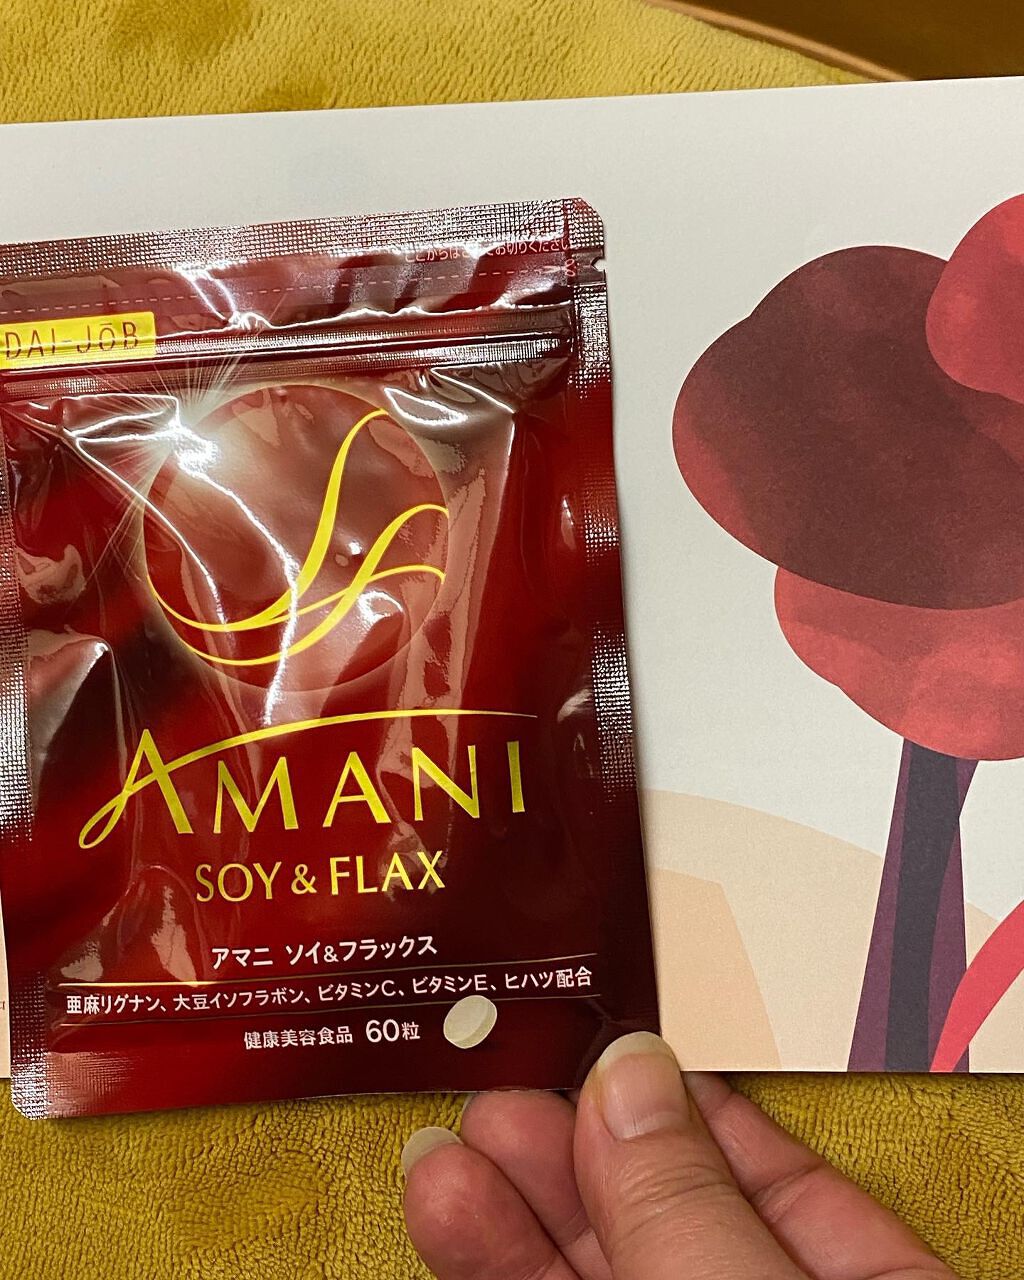 DAI-JōB
AMANI
SOY & FLAX
アマニ ソイ&フラックス
亜麻リグナン、大豆イソフラボン、ビタミンC、ビタミンE、ヒハツ配合
健康美容食品 60粒